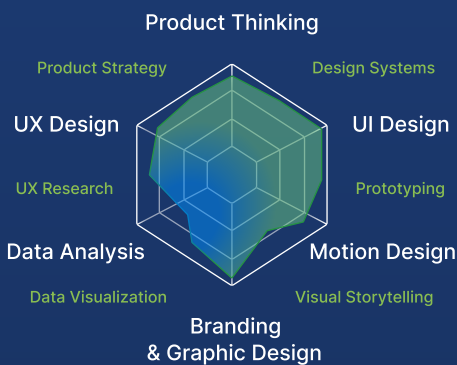 Product Thinking
Product Strategy
Design Systems
UX Design
UI Design
UX Research
Prototyping
Data Analysis
Motion Design
Data Visualization
Visual Storytelling
Branding
& Graphic Design